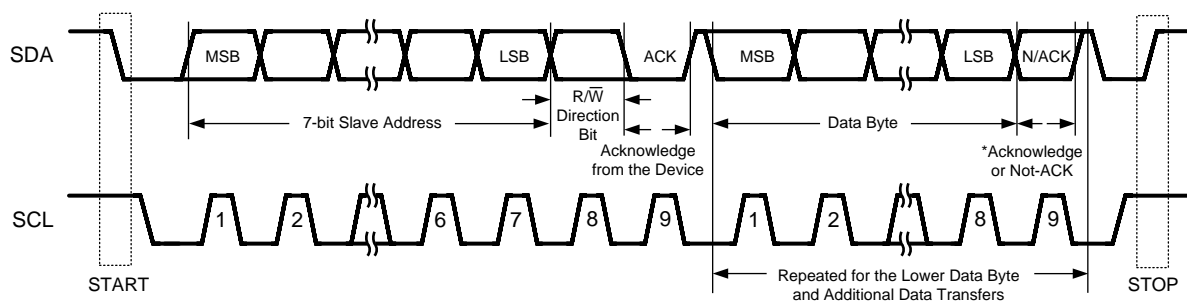 SDA
MSB LSB ACK MSB LSB N/ACK
R/W̅
Direction
Bit
7-bit Slave Address
Acknowledge
from the Device
Data Byte
*Acknowledge
or Not-ACK
SCL
1 2 6 7 8 9 1 2 8 9
START
Repeated for the Lower Data Byte
and Additional Data Transfers
STOP